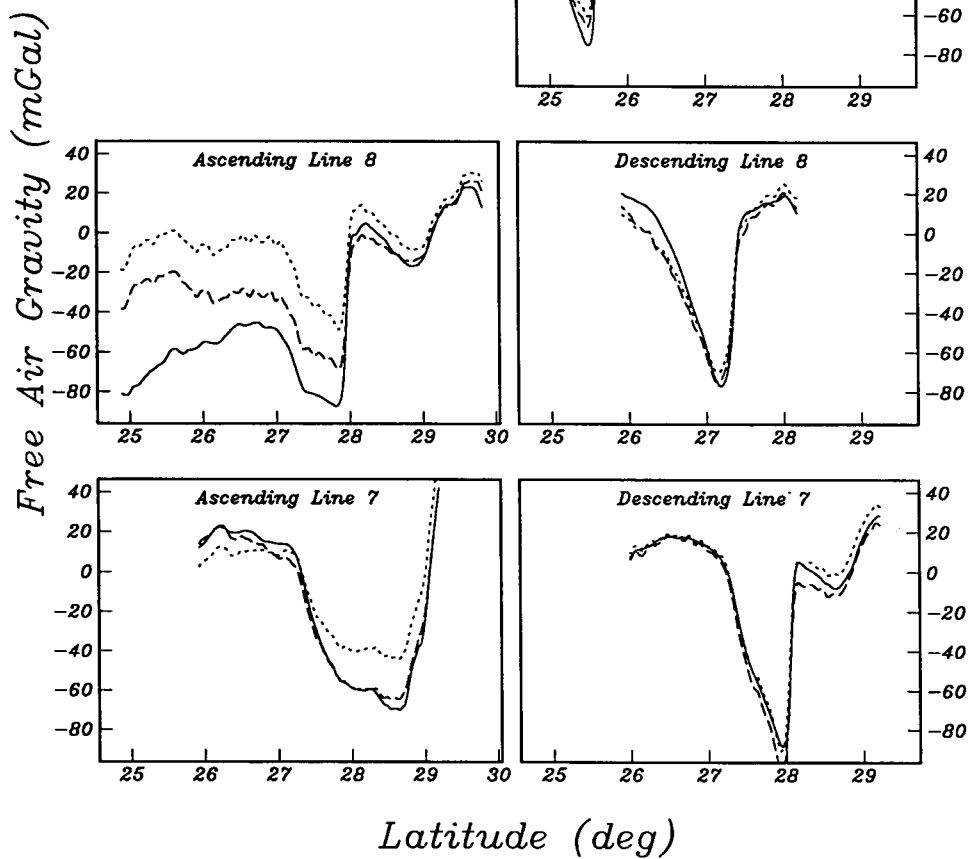 Free Air Gravity (mGal)
-60
-80
25 26 27 28 29
Ascending Line 8
40
20
0
-20
-40
-60
-80
25 26 27 28 29 30
Descending Line 8
40
20
0
-20
-40
-60
-80
25 26 27 28 29
Ascending Line 7
40
20
0
-20
-40
-60
-80
25 26 27 28 29 30
Descending Line 7
40
20
0
-20
-40
-60
-80
25 26 27 28 29
Latitude (deg)